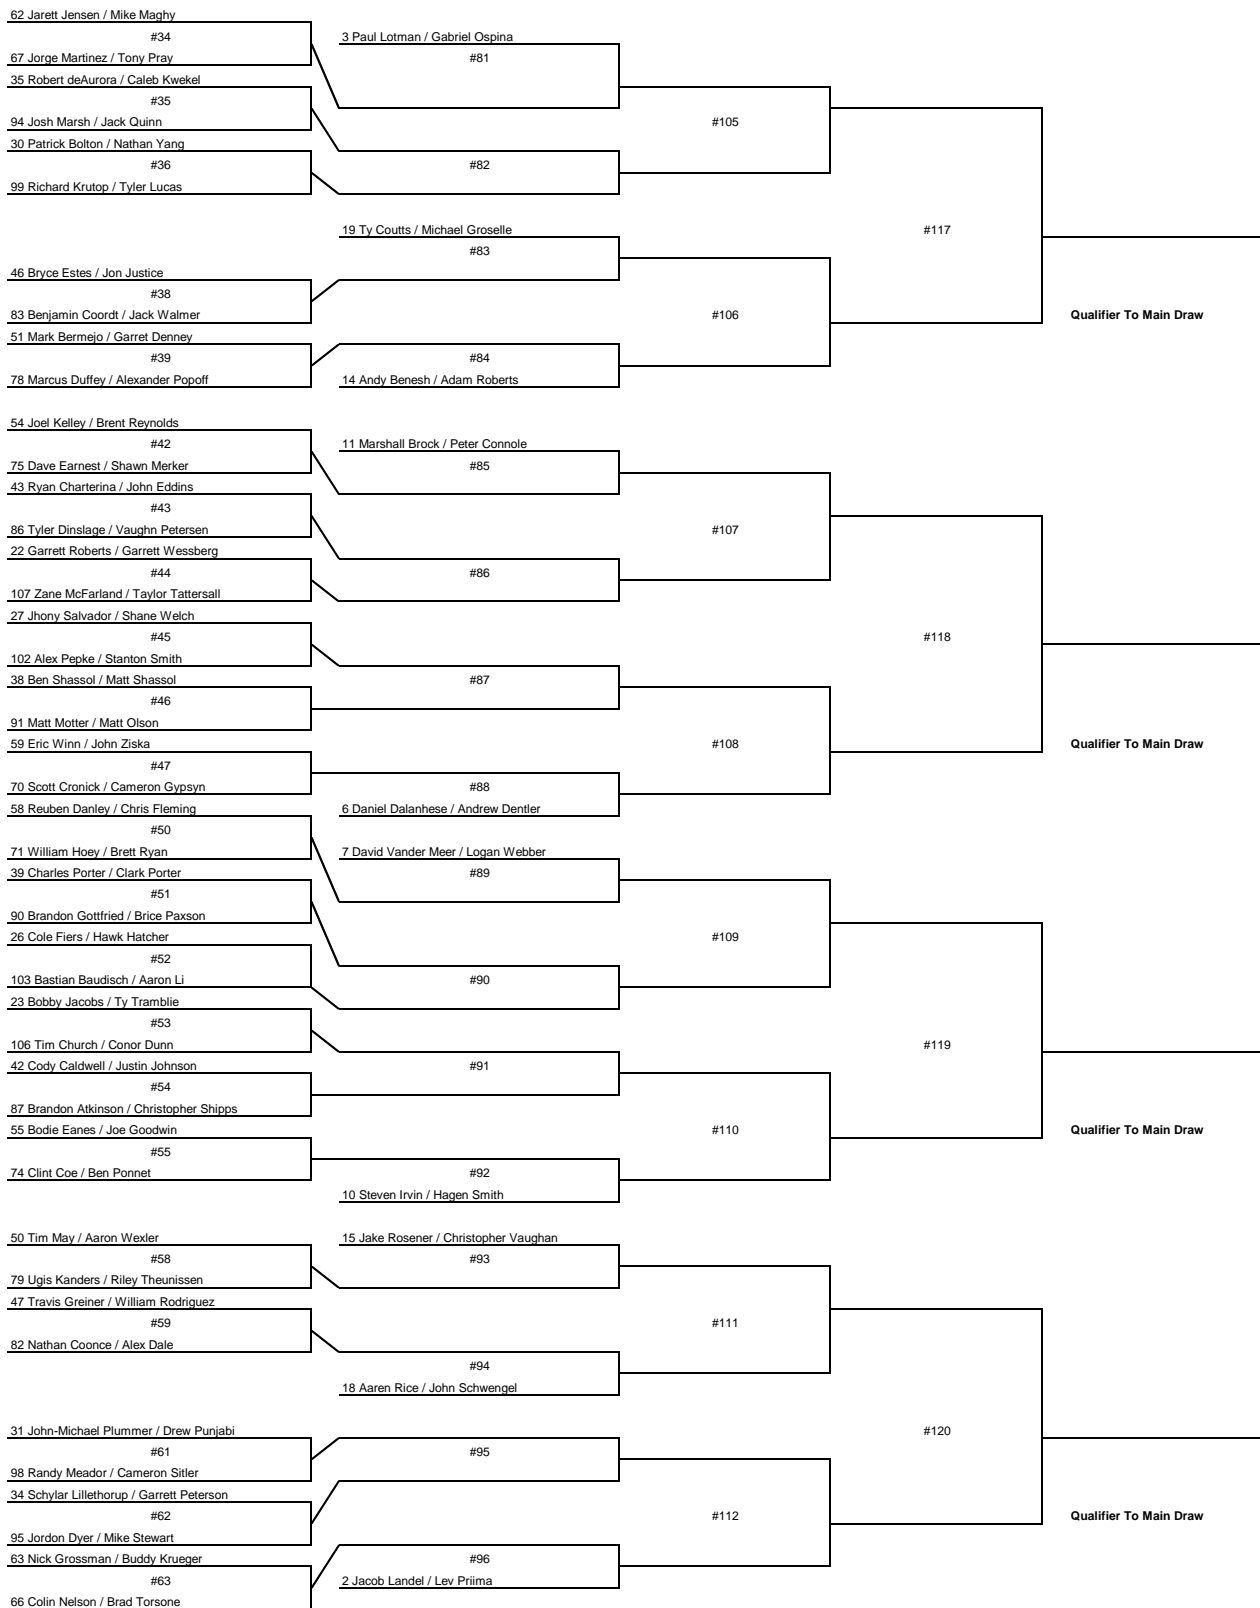 62 Jarett Jensen / Mike Maghy
#34
3 Paul Lotman / Gabriel Ospina
67 Jorge Martinez / Tony Pray
#81
35 Robert deAurora / Caleb Kwekel
#35
94 Josh Marsh / Jack Quinn
#105
30 Patrick Bolton / Nathan Yang
#36
#82
99 Richard Krutop / Tyler Lucas
19 Ty Coutts / Michael Groselle
#117
#83
46 Bryce Estes / Jon Justice
#38
83 Benjamin Coordt / Jack Walmer
#106
Qualifier To Main Draw
51 Mark Bermejo / Garret Denney
#39
#84
78 Marcus Duffey / Alexander Popoff
14 Andy Benesh / Adam Roberts
54 Joel Kelley / Brent Reynolds
#42
11 Marshall Brock / Peter Connole
75 Dave Earnest / Shawn Merker
#85
43 Ryan Charterina / John Eddins
#43
86 Tyler Dinslage / Vaughn Petersen
#107
22 Garrett Roberts / Garrett Wessberg
#44
#86
107 Zane McFarland / Taylor Tattersall
27 Jhony Salvador / Shane Welch
#45
#118
102 Alex Pepke / Stanton Smith
38 Ben Shassol / Matt Shassol
#87
#46
91 Matt Motter / Matt Olson
59 Eric Winn / John Ziska
#108
Qualifier To Main Draw
#47
70 Scott Cronick / Cameron Gypsyn
#88
58 Reuben Danley / Chris Fleming
6 Daniel Dalanhese / Andrew Dentler
#50
71 William Hoey / Brett Ryan
7 David Vander Meer / Logan Webber
39 Charles Porter / Clark Porter
#89
#51
90 Brandon Gottfried / Brice Paxson
26 Cole Fiers / Hawk Hatcher
#109
#52
103 Bastian Baudisch / Aaron Li
#90
23 Bobby Jacobs / Ty Tramblie
#53
106 Tim Church / Conor Dunn
#119
42 Cody Caldwell / Justin Johnson
#91
#54
87 Brandon Atkinson / Christopher Shipps
55 Bodie Eanes / Joe Goodwin
#110
Qualifier To Main Draw
#55
74 Clint Coe / Ben Ponnet
#92
10 Steven Irvin / Hagen Smith
50 Tim May / Aaron Wexler
15 Jake Rosener / Christopher Vaughan
#58
#93
79 Ugis Kanders / Riley Theunissen
47 Travis Greiner / William Rodriguez
#59
#111
82 Nathan Coonce / Alex Dale
#94
18 Aaren Rice / John Schwengel
31 John-Michael Plummer / Drew Punjabi
#120
#61
#95
98 Randy Meador / Cameron Sitler
34 Schylar Lillethorup / Garrett Peterson
#62
#112
Qualifier To Main Draw
95 Jordon Dyer / Mike Stewart
63 Nick Grossman / Buddy Krueger
#96
#63
2 Jacob Landel / Lev Priima
66 Colin Nelson / Brad Torsone